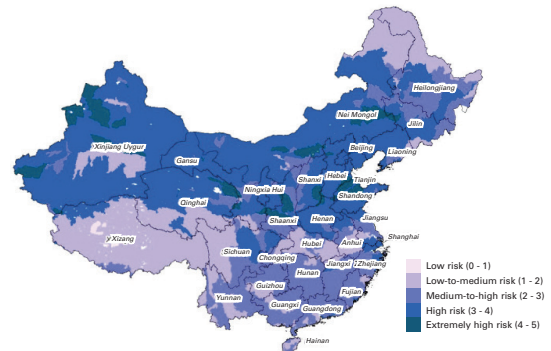 Heilongjiang
Nei Mongol
Jilin
Xinjiang Uygur
Beijing
Liaoning
Gansu
Hebei
Tianjin
Shanxi
Ningxia Hui
Shandong
Qinghai
Shaanxi
Henan
Jiangsu
Xizang
Sichuan
Hubei
Anhui
Shanghai
Chongqing
Jiangxi
Zhejiang
Hunan
Guizhou
Fujian
Yunnan
Guangxi
Guangdong
Hainan
Low risk (0 - 1)
Low-to-medium risk (1 - 2)
Medium-to-high risk (2 - 3)
High risk (3 - 4)
Extremely high risk (4 - 5)